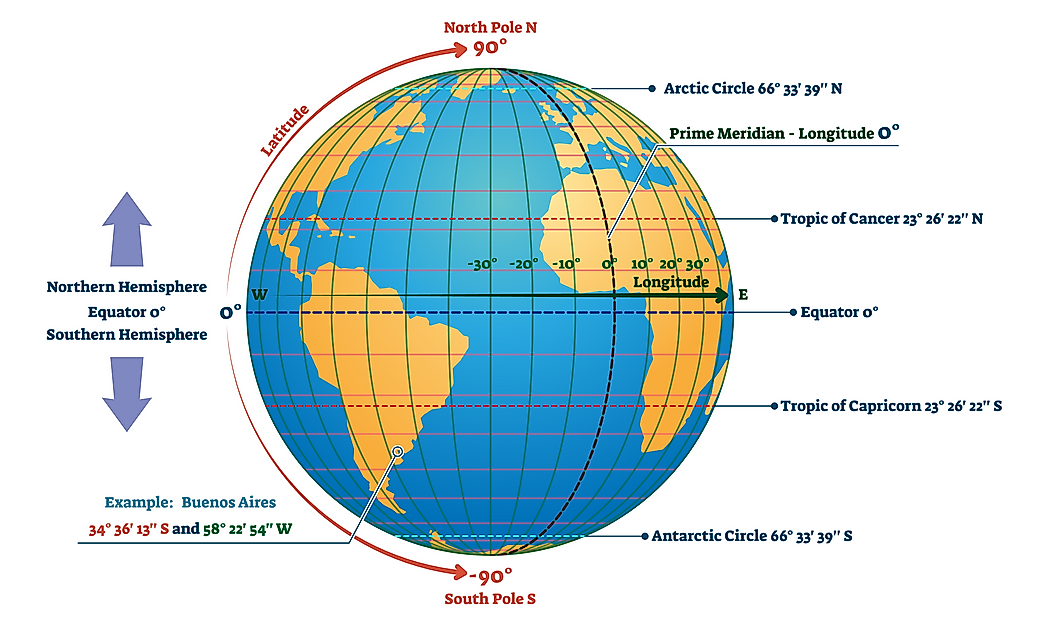 North Pole N
90°
Latitude
Arctic Circle 66° 33' 39" N
Prime Meridian - Longitude 0°
Tropic of Cancer 23° 26' 22" N
-30° -20° -10° 0° 10° 20° 30°
Longitude
W
E
Northern Hemisphere
Equator 0°
Southern Hemisphere
0°
Equator 0°
Tropic of Capricorn 23° 26' 22" S
Example: Buenos Aires
34° 36' 13" S and 58° 22' 54" W
Antarctic Circle 66° 33' 39" S
-90°
South Pole S